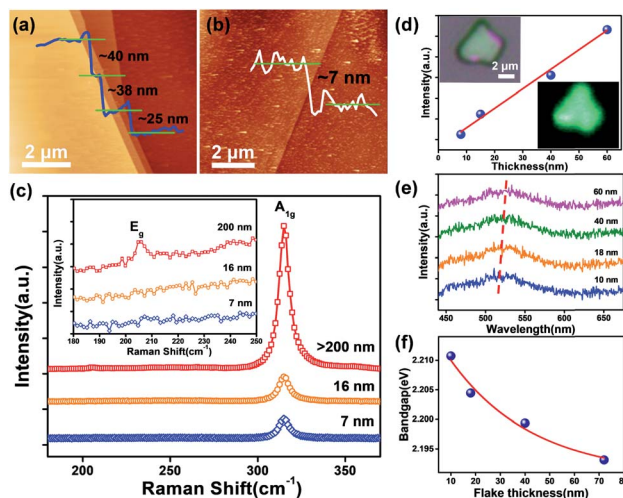 (a)
~40 nm
~38 nm
~25 nm
2 μm
(b)
~7 nm
2 μm
(c)
Intensity(a.u.)
Raman Shift(cm-1)
200
250
300
350
A1g
>200 nm
16 nm
7 nm
Intensity(a.u.)
Raman Shift(cm-1)
180
190
200
210
220
230
240
250
Eg
200 nm
16 nm
7 nm
(d)
2 μm
Intensity(a.u.)
0
10
20
30
40
50
60
Thickness(nm)
(e)
60 nm
40 nm
18 nm
10 nm
Intensity(a.u.)
450
500
550
600
650
Wavelength(nm)
(f)
2.210
2.205
2.200
2.195
Bandgap(eV)
10
20
30
40
50
60
70
80
Flake thickness(nm)